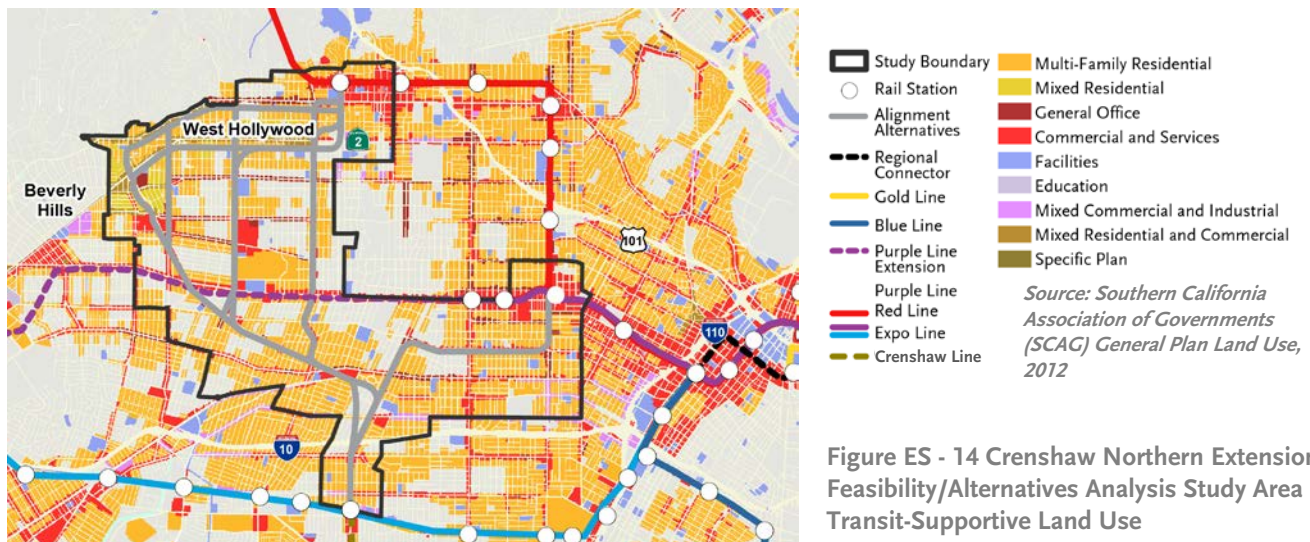 West Hollywood
2
Beverly
Hills
101
110
10
Study Boundary
Rail Station
Alignment
Alternatives
Regional
Connector
Gold Line
Blue Line
Purple Line
Extension
Purple Line
Red Line
Expo Line
Crenshaw Line
Multi-Family Residential
Mixed Residential
General Office
Commercial and Services
Facilities
Education
Mixed Commercial and Industrial
Mixed Residential and Commercial
Specific Plan
Source: Southern California
Association of Governments
(SCAG) General Plan Land Use,
2012
Figure ES - 14 Crenshaw Northern Extension
Feasibility/Alternatives Analysis Study Area
Transit-Supportive Land Use